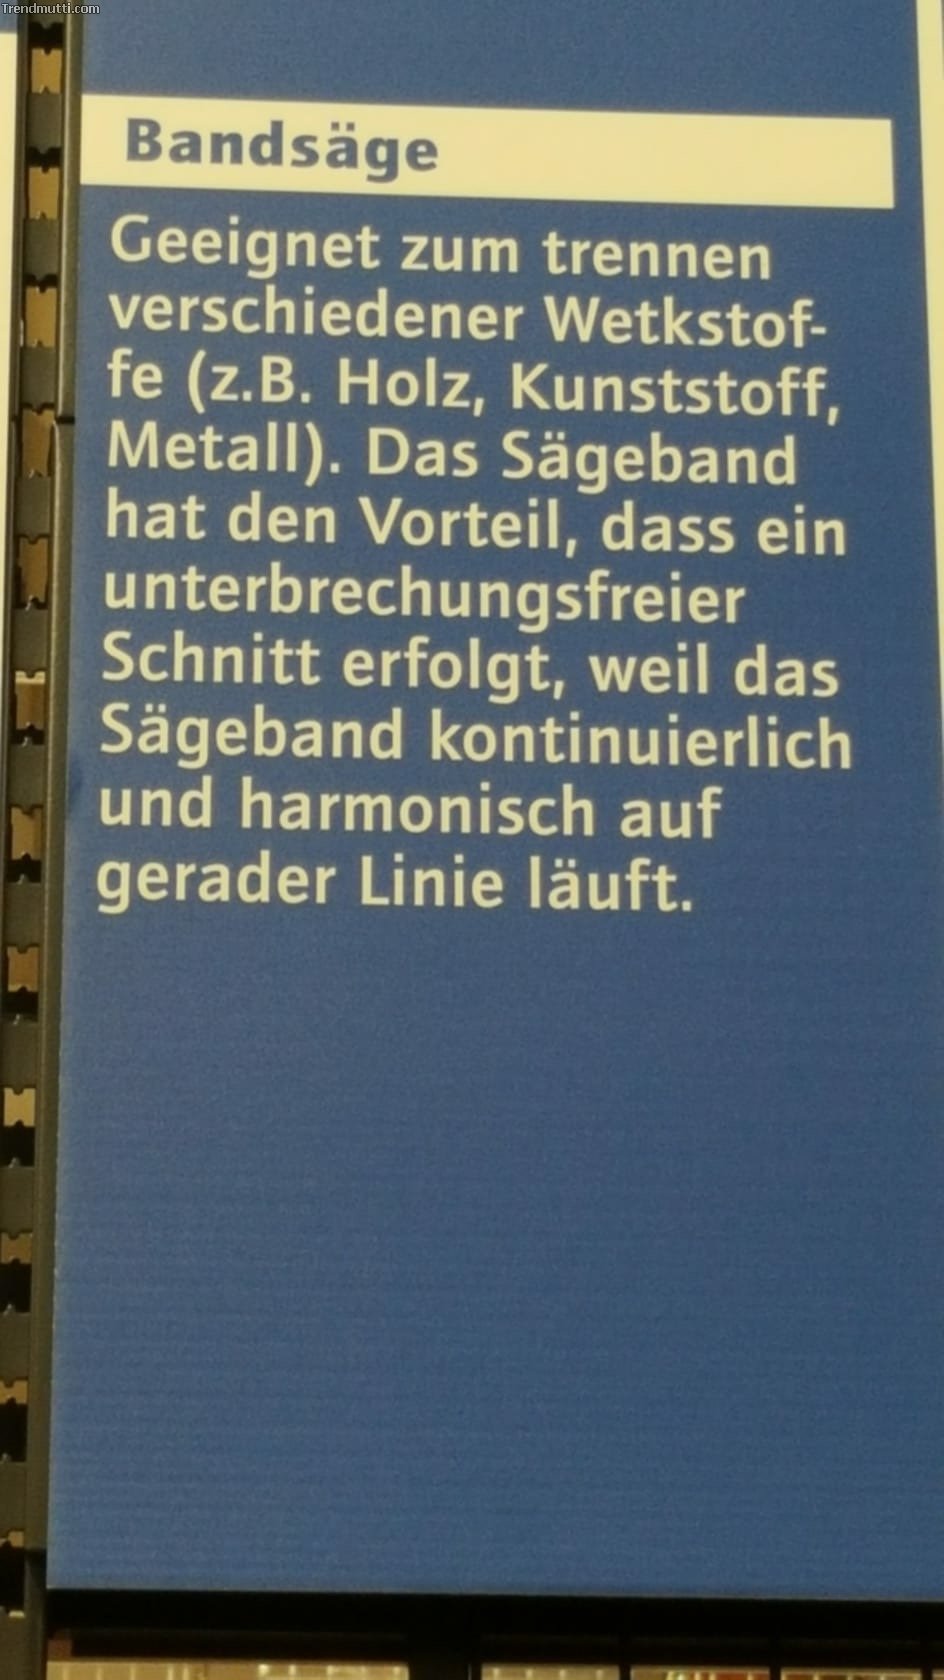 Trendmutti.com
Bandsäge
Geeignet zum trennen
verschiedener Wetkstof-
fe (z.B. Holz, Kunststoff,
Metall). Das Sägeband
hat den Vorteil, dass ein
unterbrechungsfreier
Schnitt erfolgt, weil das
Sägeband kontinuierlich
und harmonisch auf
gerader Linie läuft.